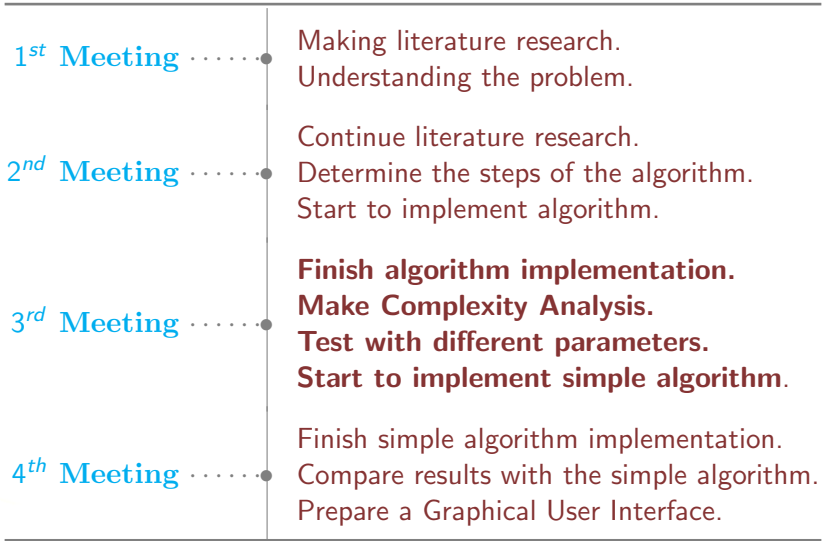 1st Meeting
Making literature research.
Understanding the problem.
2nd Meeting
Continue literature research.
Determine the steps of the algorithm.
Start to implement algorithm.
3rd Meeting
Finish algorithm implementation.
Make Complexity Analysis.
Test with different parameters.
Start to implement simple algorithm.
4th Meeting
Finish simple algorithm implementation.
Compare results with the simple algorithm.
Prepare a Graphical User Interface.